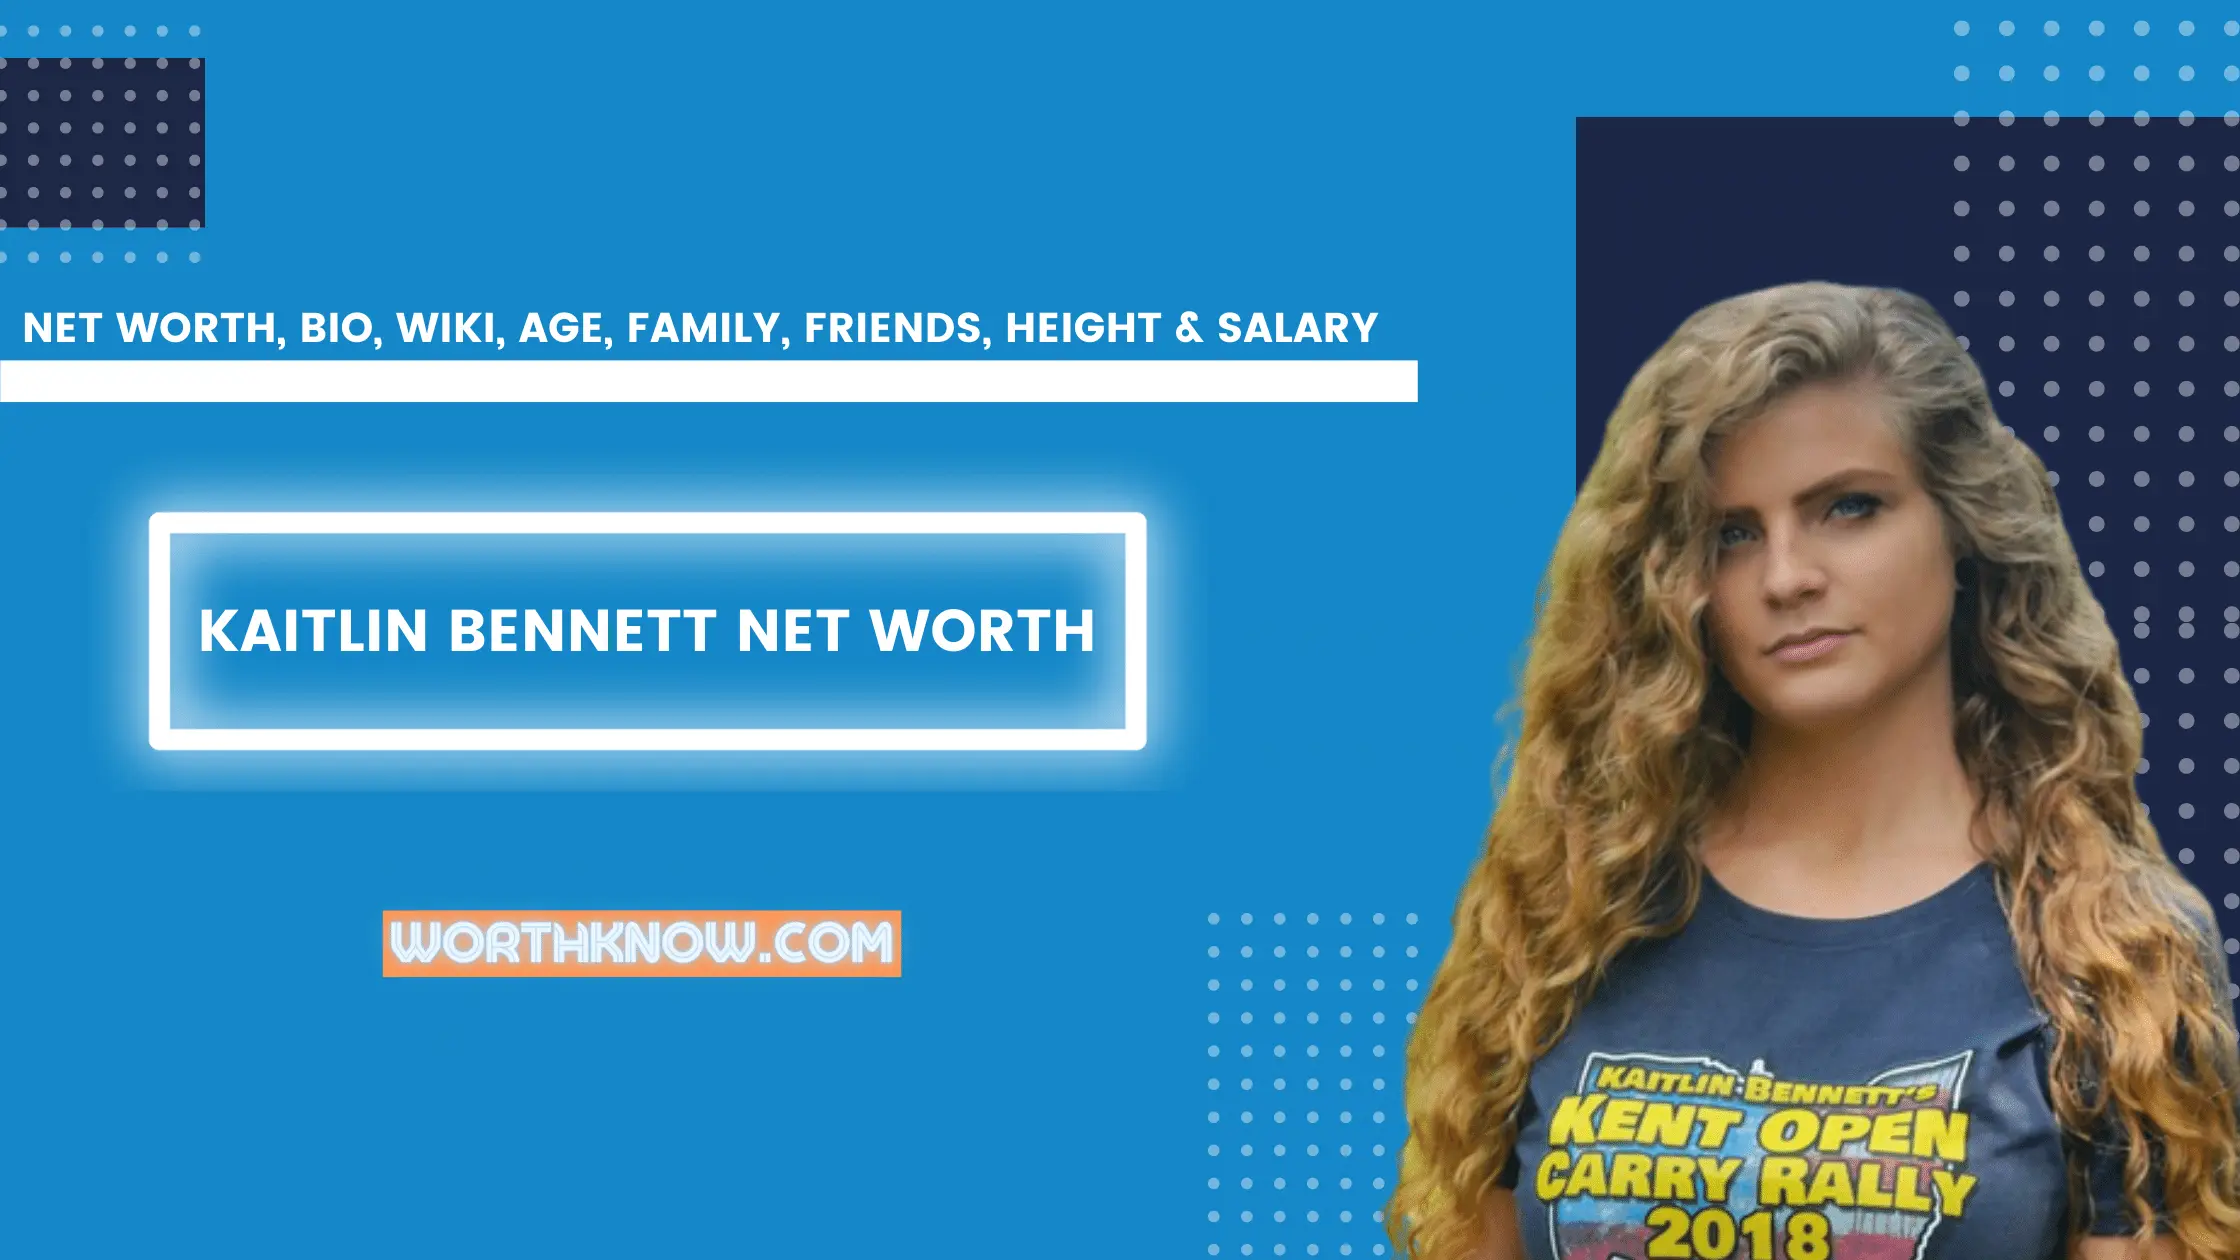 NET WORTH, BIO, WIKI, AGE, FAMILY, FRIENDS, HEIGHT & SALARY
KAITLIN BENNETT NET WORTH
WORTHKNOW.COM
KAITLIN BENNETT'S
KENT OPEN
CARRY RALLY
2018